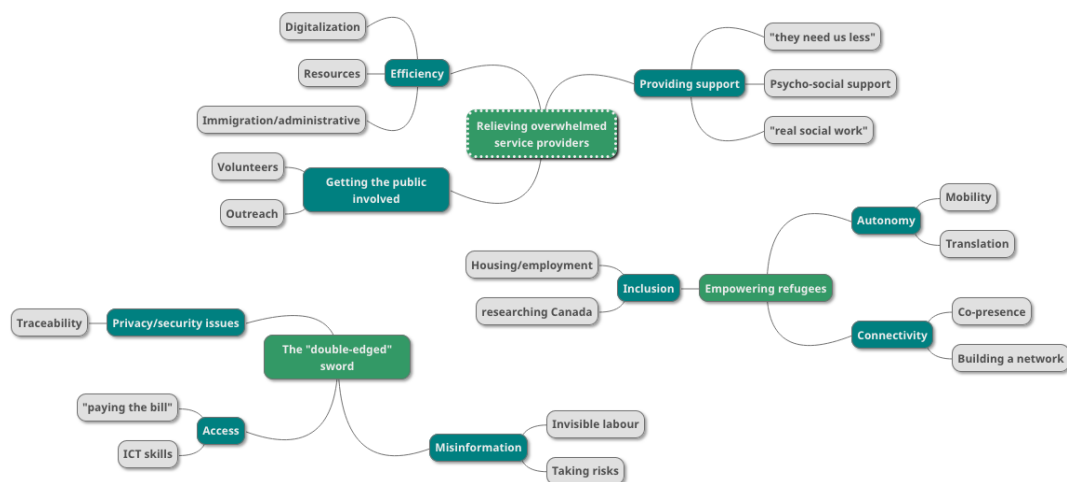 Digitalization
Resources
Immigration/administrative
Efficiency
Relieving overwhelmed
service providers
Providing support
"they need us less"
Psycho-social support
"real social work"
Volunteers
Outreach
Getting the public
involved
Housing/employment
researching Canada
Inclusion
Empowering refugees
Autonomy
Mobility
Translation
Connectivity
Co-presence
Building a network
Traceability
Privacy/security issues
The "double-edged"
sword
"paying the bill"
ICT skills
Access
Misinformation
Invisible labour
Taking risks